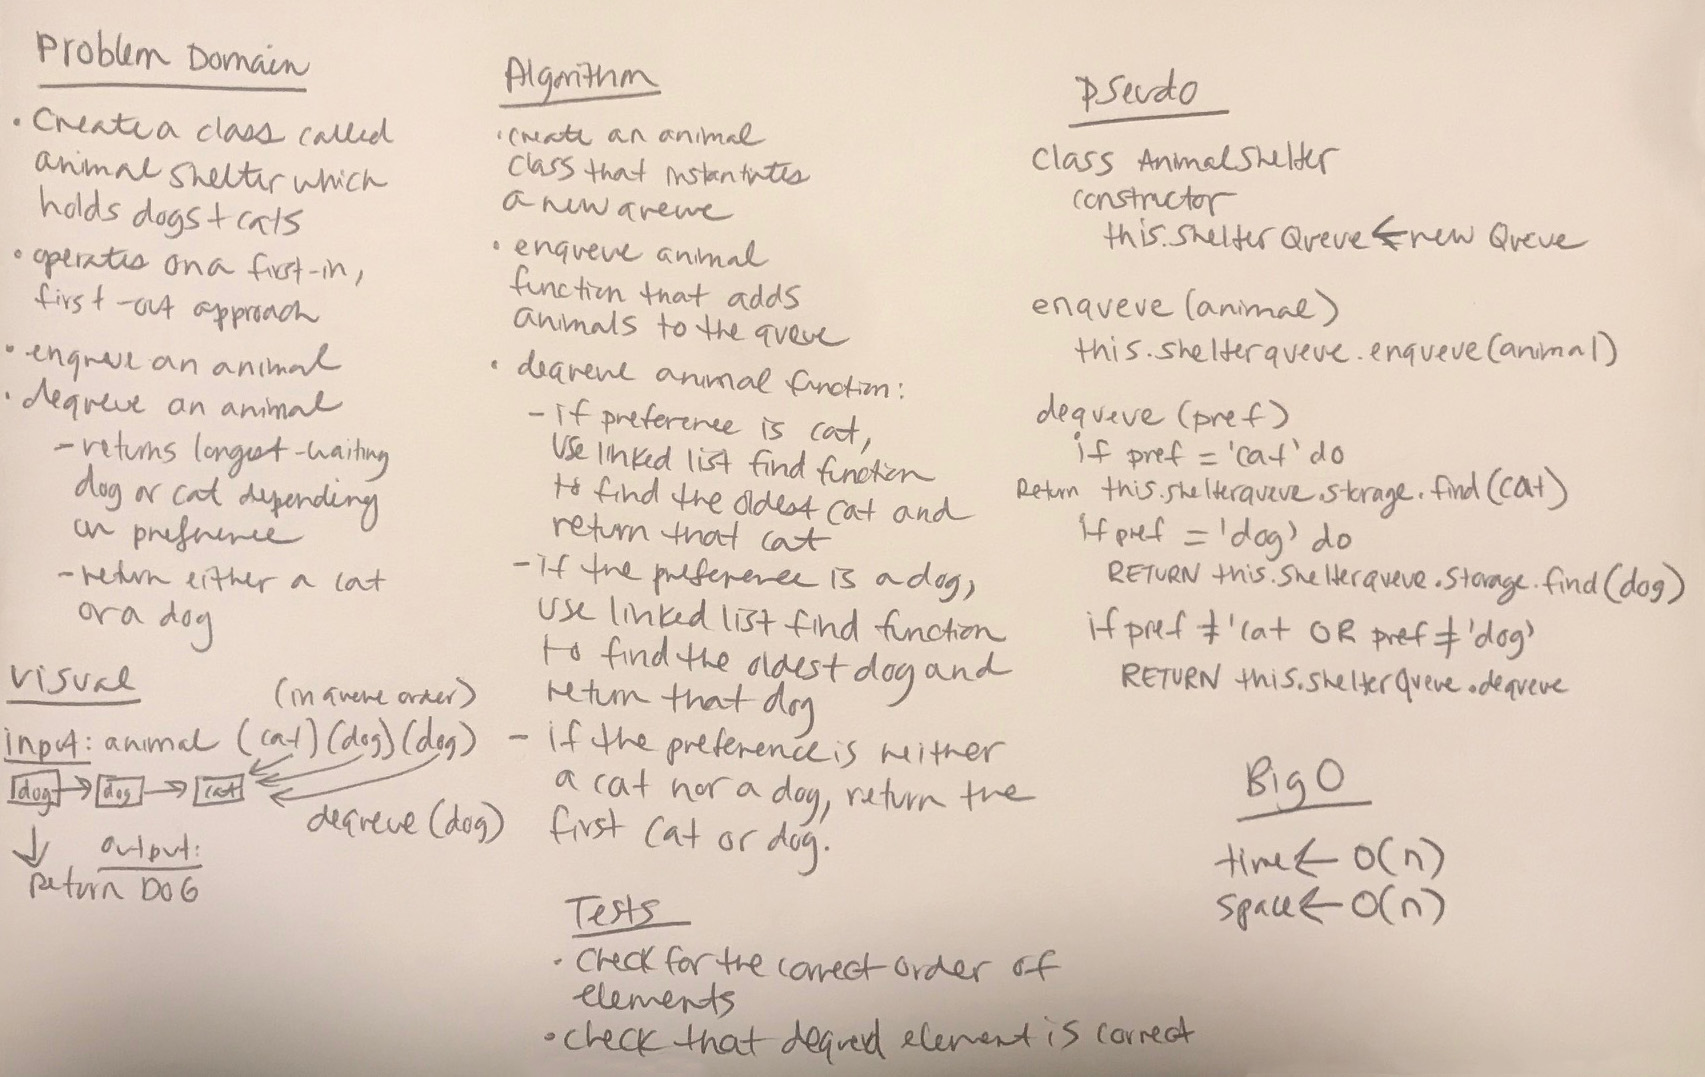 Problem Domain
• Create a class called
animal shelter which
holds dogs + cats
• operates on a first-in,
first-out approach
• enqueue an animal
• dequeue an animal
- returns longest-waiting
dog or cat depending
on preference
- return either a cat
or a dog
Visual
(in queue order)
input: animal (cat)(dog)(dog)
dog → dog → cat
dequeue (dog)
output:
Return DOG
Algorithm
• create an animal
class that instantiates
a new queue
• enqueue animal
function that adds
animals to the queue
• dequeue animal function:
- if preference is cat,
use linked list find function
to find the oldest cat and
return that cat
- if the preference is a dog,
use linked list find function
to find the oldest dog and
return that dog
- if the preference is neither
a cat nor a dog, return the
first cat or dog.
Tests
• Check for the correct order of
elements
• check that dequed element is correct
Pseudo
class AnimalShelter
constructor
this.shelterQueue ← new Queue
enqueue (animal)
this.shelterqueue.enqueue(animal)
dequeue (pref)
if pref = 'cat' do
Return this.shelterqueue.storage.find(cat)
if pref = 'dog' do
RETURN this.shelterqueue.storage.find(dog)
if pref ≠ 'cat OR pref ≠ 'dog'
RETURN this.shelterQueue.dequeue
Big O
time ← O(n)
space ← O(n)